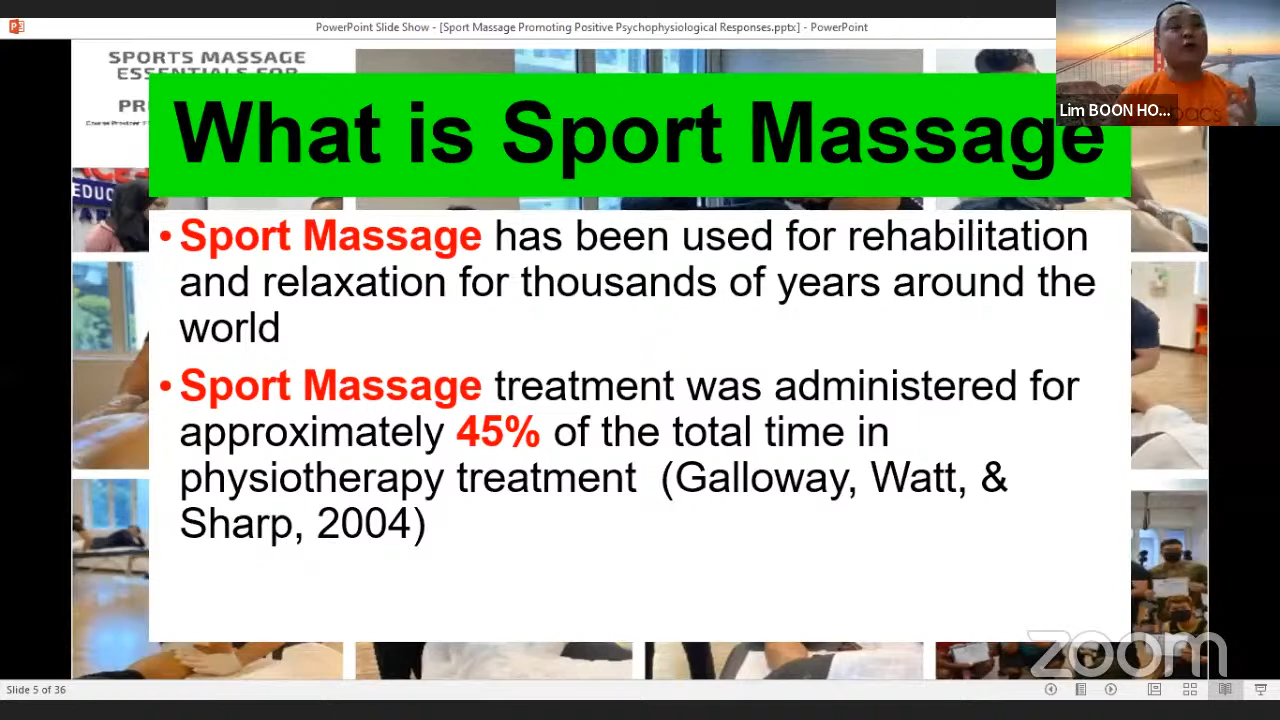 PowerPoint Slide Show - [Sport Massage Promoting Positive Psychophysiological Responses.pptx] - PowerPoint
SPORTS MASSAGE
ESSENTIALS FOR
Lim BOON HO...
What is Sport Massage
EDUC
• Sport Massage has been used for rehabilitation
and relaxation for thousands of years around the
world
• Sport Massage treatment was administered for
approximately 45% of the total time in
physiotherapy treatment (Galloway, Watt, &
Sharp, 2004)
zoom
Slide 5 of 36